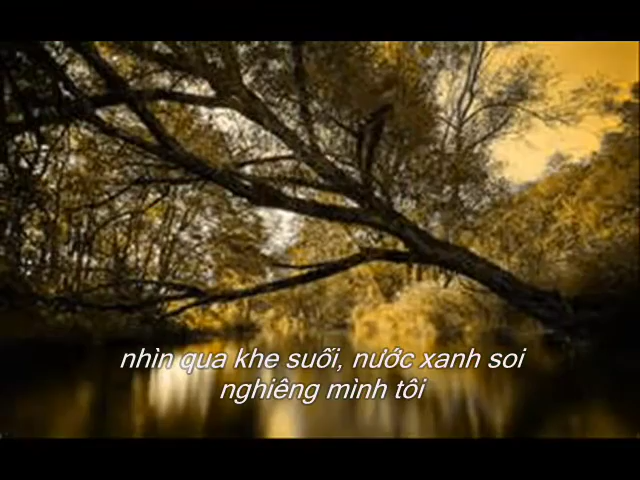 nhìn qua khe suối, nước xanh soi
nghiêng mình tôi